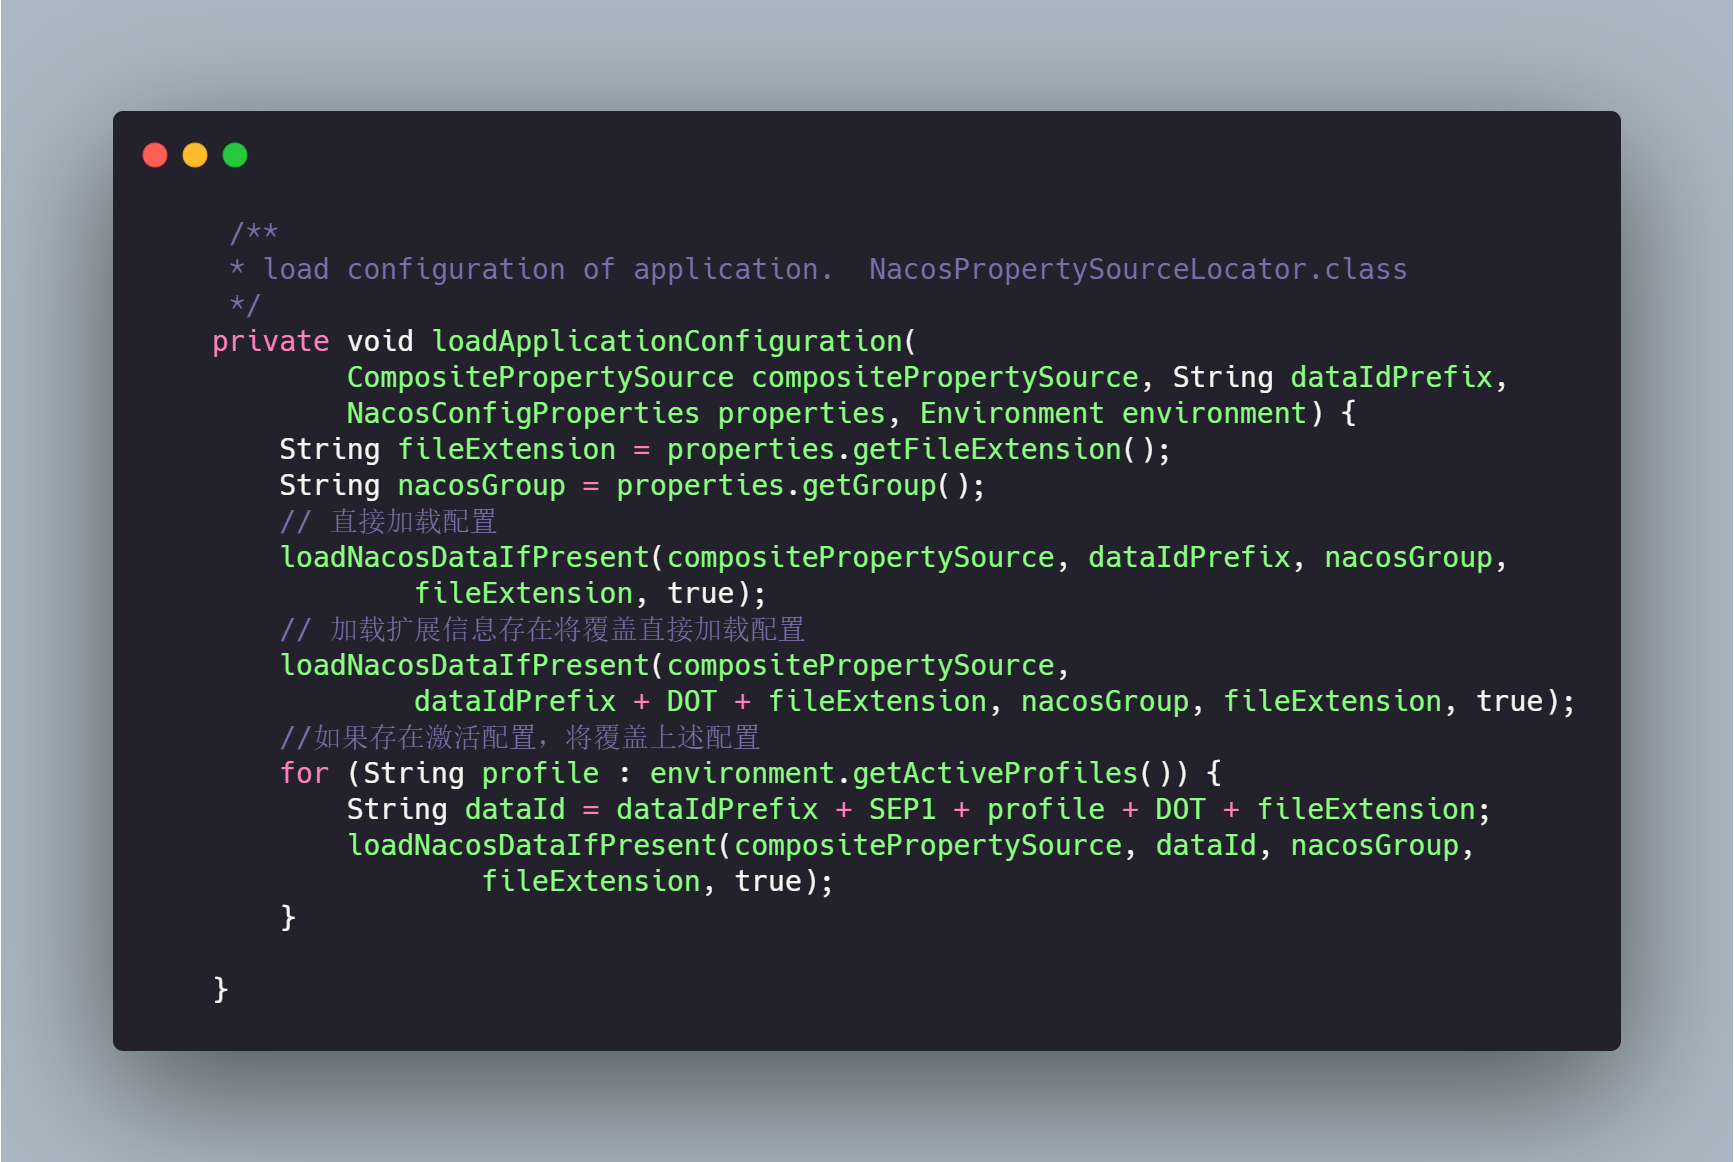 /**
* load configuration of application.  NacosPropertySourceLocator.class
*/
private void loadApplicationConfiguration(
CompositePropertySource compositePropertySource, String dataIdPrefix,
NacosConfigProperties properties, Environment environment) {
String fileExtension = properties.getFileExtension();
String nacosGroup = properties.getGroup();
// 直接加载配置
loadNacosDataIfPresent(compositePropertySource, dataIdPrefix, nacosGroup,
fileExtension, true);
// 加载扩展信息存在将覆盖直接加载配置
loadNacosDataIfPresent(compositePropertySource,
dataIdPrefix + DOT + fileExtension, nacosGroup, fileExtension, true);
//如果存在激活配置，将覆盖上述配置
for (String profile : environment.getActiveProfiles()) {
String dataId = dataIdPrefix + SEP1 + profile + DOT + fileExtension;
loadNacosDataIfPresent(compositePropertySource, dataId, nacosGroup,
fileExtension, true);
}
}